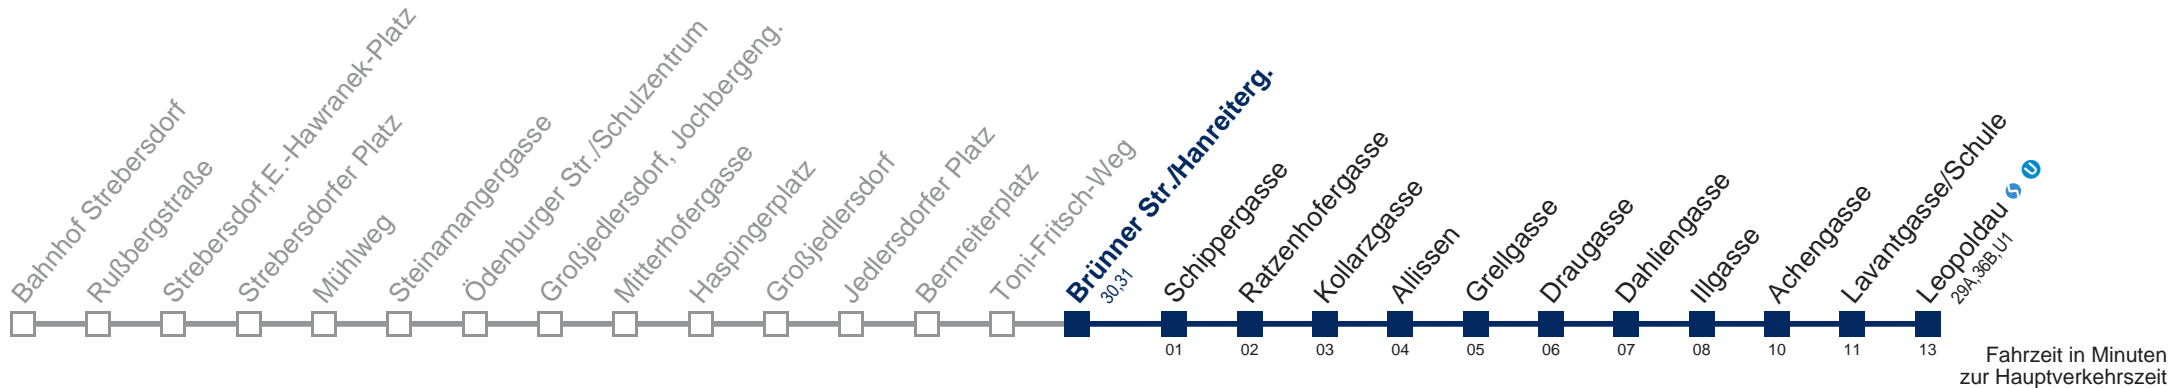 Bahnhof Strebersdorf
Rußbergstraße
Strebersdorf,E.-Hawranek-Platz
Strebersdorfer Platz
Mühlweg
Steinamangergasse
Ödenburger Str./Schulzentrum
Großjedlersdorf, Jochbergeng.
Mitterhofergasse
Haspingerplatz
Großjedlersdorf
Jedlersdorfer Platz
Bernreiterplatz
Toni-Fritsch-Weg
Brünner Str./Hanreiterg.
30,31
Schippergasse
Ratzenhofergasse
Kollarzgasse
Allissen
Grellgasse
Draugasse
Dahliengasse
Illgasse
Achengasse
Lavantgasse/Schule
Leopoldau S U
29A,36B,U1
01 02 03 04 05 06 07 08 10 11 13
Fahrzeit in Minuten
zur Hauptverkehrszeit